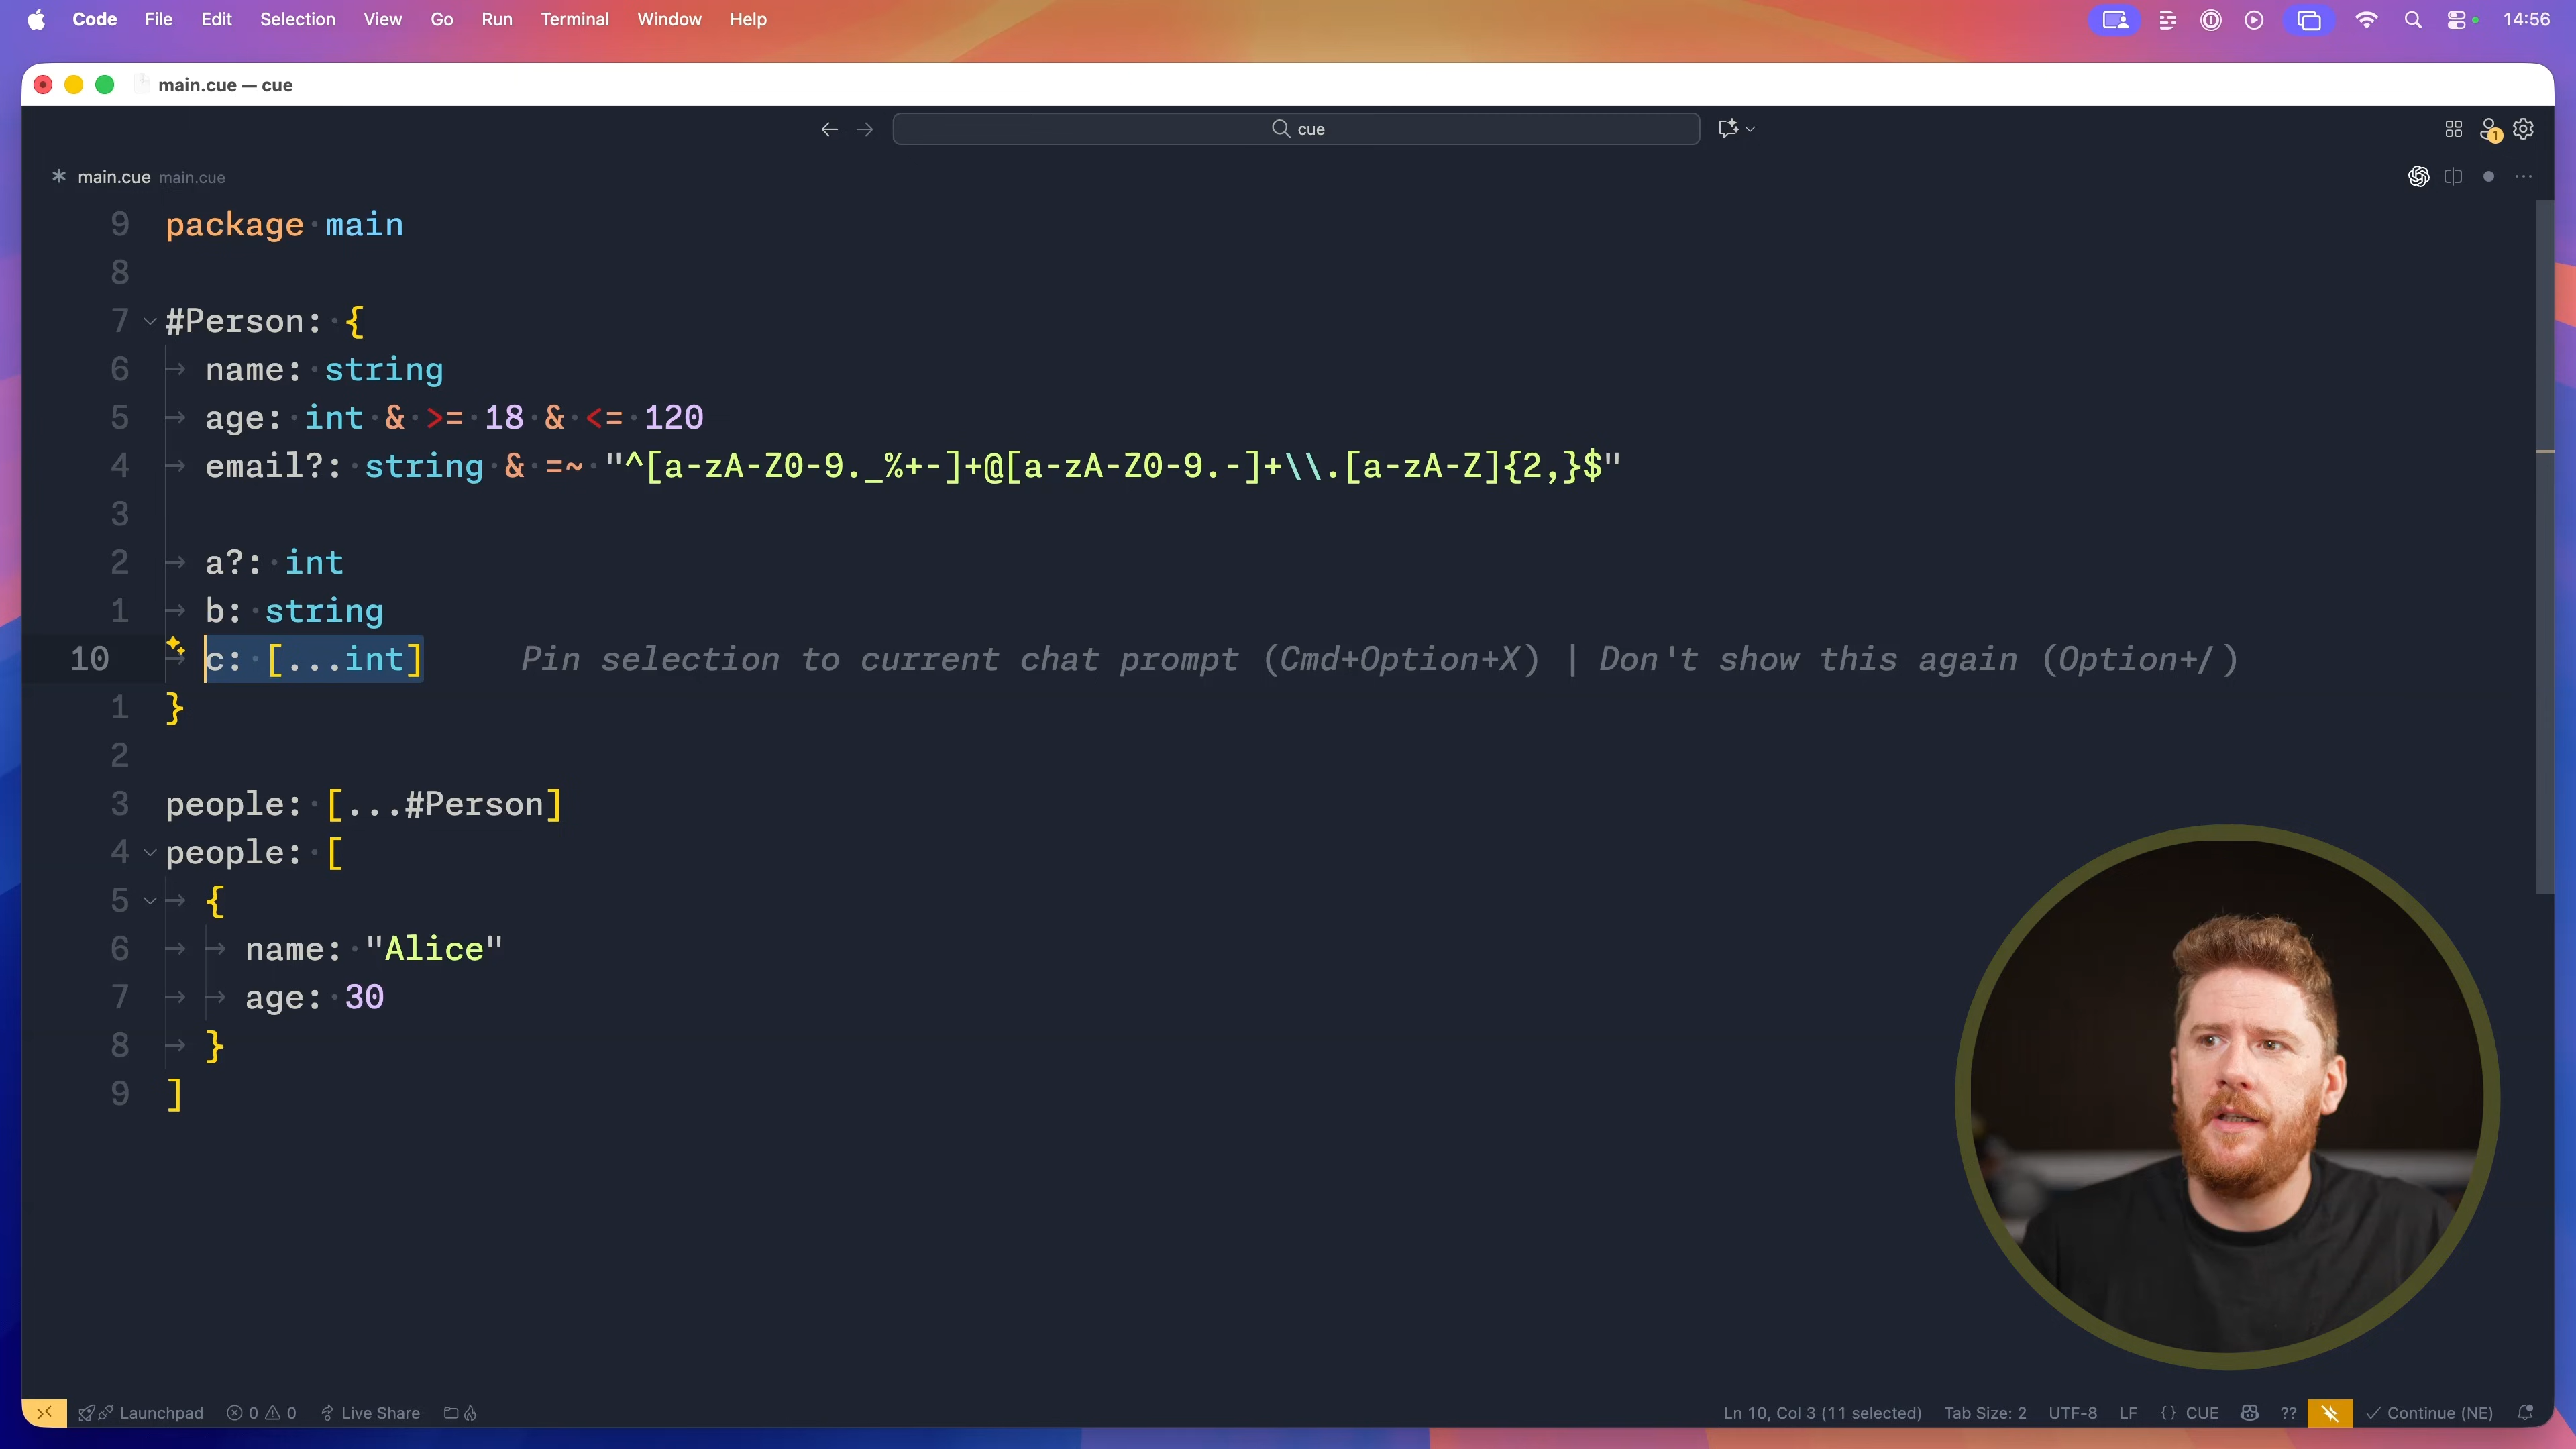 Code File Edit Selection View Go Run Terminal Window Help 14:56
main.cue — cue
cue
1
main.cue main.cue
9 package main
8
7 #Person: {
6 name: string
5 age: int & >= 18 & <= 120
4 email?: string & =~ "^[a-zA-Z0-9._%+-]+@[a-zA-Z0-9.-]+\\.[a-zA-Z]{2,}$"
3
2 a?: int
1 b: string
10 c: [...int] Pin selection to current chat prompt (Cmd+Option+X) | Don't show this again (Option+/)
1 }
2
3 people: [...#Person]
4 people: [
5 {
6 name: "Alice"
7 age: 30
8 }
9 ]
Launchpad 0 0 Live Share Ln 10, Col 3 (11 selected) Tab Size: 2 UTF-8 LF {} CUE ?? Continue (NE)